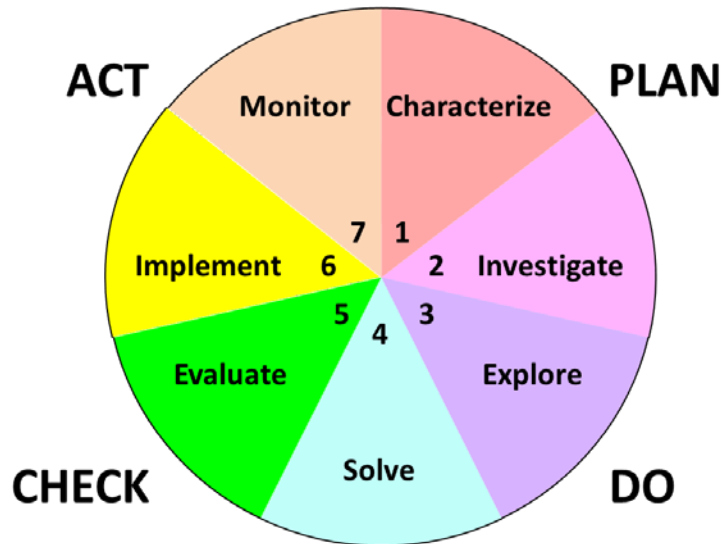 ACT
PLAN
Monitor
Characterize
7
1
Implement
6
2
Investigate
5
4
3
Evaluate
Explore
Solve
CHECK
DO